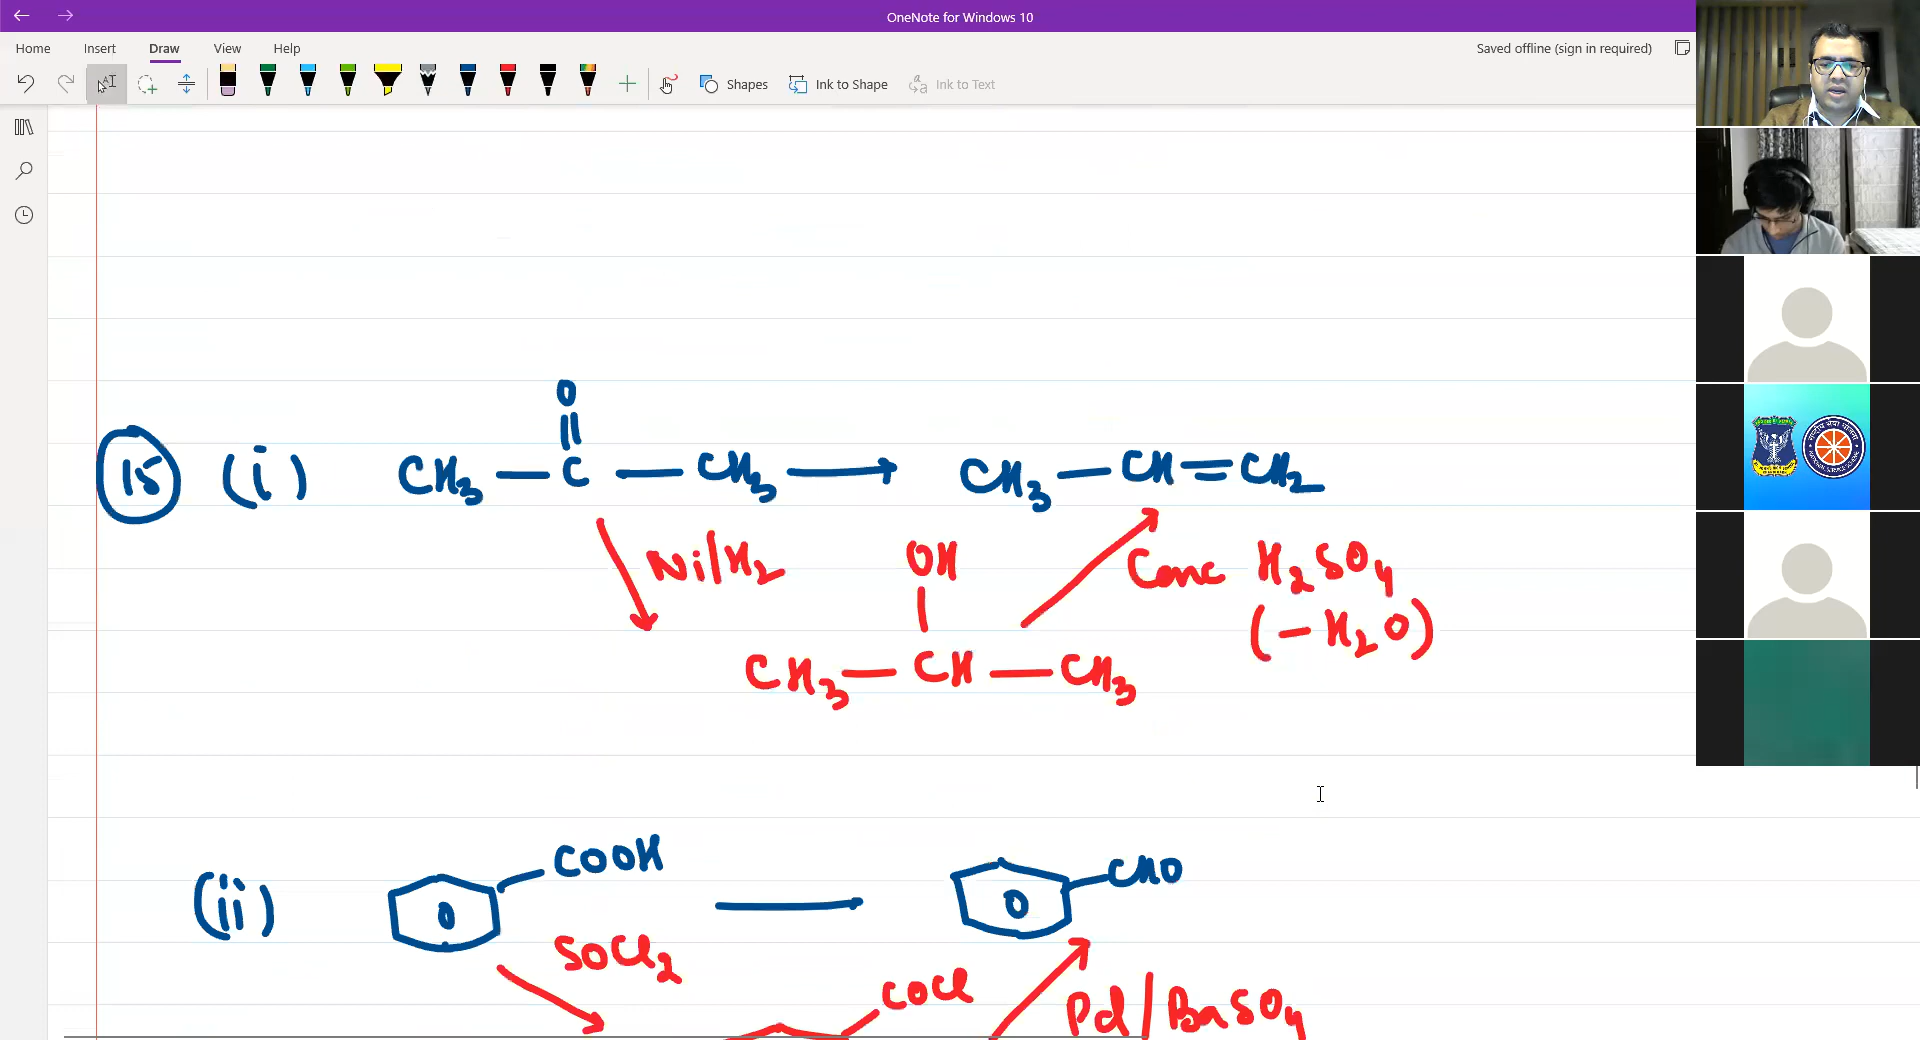 OneNote for Windows 10
Home Insert Draw View Help
Saved offline (sign in required)
Shapes Ink to Shape Ink to Text
O
15 (i) CH3 — C — CH3 → CH3 — CH = CH2
Ni/H2 OH Conc H2SO4
(– H2O)
CH3 — CH — CH3
(ii) COOH CHO
SOCl2
COCl Pd/BaSO4